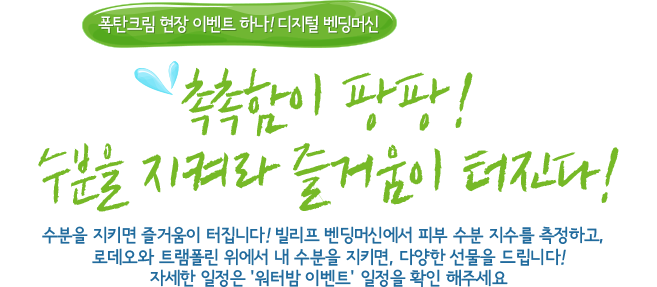 폭탄크림 현장 이벤트 하나! 디지털 벤딩머신
촉촉함이 팡팡!
수분을 지켜라 즐거움이 터진다!
수분을 지키면 즐거움이 터집니다! 빌리프 벤딩머신에서 피부 수분 지수를 측정하고,
로데오와 트램폴린 위에서 내 수분을 지키면, 다양한 선물을 드립니다!
자세한 일정은 '워터밤 이벤트' 일정을 확인 해주세요